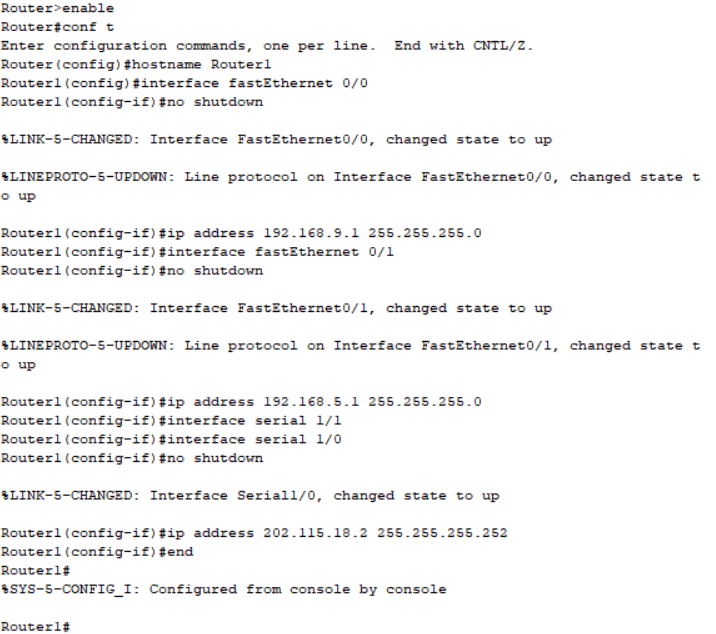 Router>enable
Router#conf t
Enter configuration commands, one per line.  End with CNTL/Z.
Router(config)#hostname Router1
Router1(config)#interface fastEthernet 0/0
Router1(config-if)#no shutdown
%LINK-5-CHANGED: Interface FastEthernet0/0, changed state to up
%LINEPROTO-5-UPDOWN: Line protocol on Interface FastEthernet0/0, changed state t
o up
Router1(config-if)#ip address 192.168.9.1 255.255.255.0
Router1(config-if)#interface fastEthernet 0/1
Router1(config-if)#no shutdown
%LINK-5-CHANGED: Interface FastEthernet0/1, changed state to up
%LINEPROTO-5-UPDOWN: Line protocol on Interface FastEthernet0/1, changed state t
o up
Router1(config-if)#ip address 192.168.5.1 255.255.255.0
Router1(config-if)#interface serial 1/1
Router1(config-if)#interface serial 1/0
Router1(config-if)#no shutdown
%LINK-5-CHANGED: Interface Serial1/0, changed state to up
Router1(config-if)#ip address 202.115.18.2 255.255.255.252
Router1(config-if)#end
Router1#
%SYS-5-CONFIG_I: Configured from console by console
Router1#